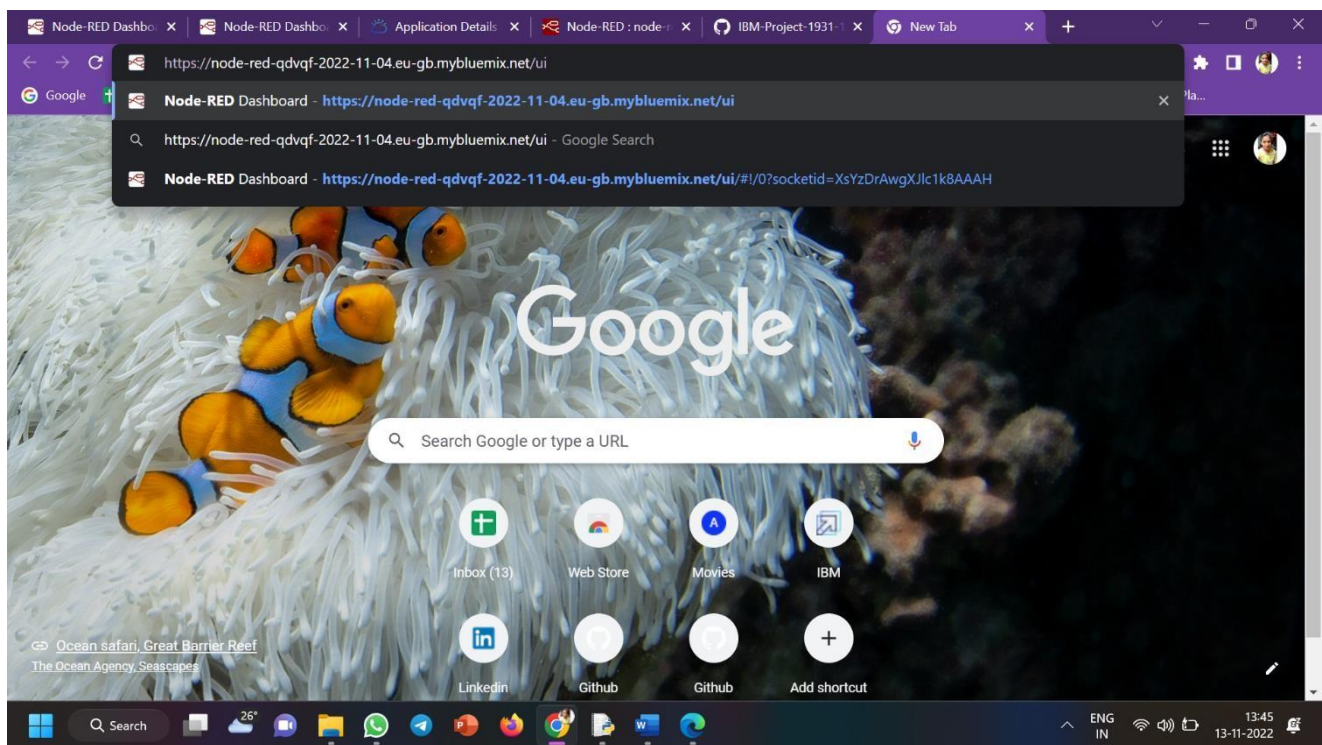 Node-RED Dashbo
Node-RED Dashbo
Application Details
Node-RED : node-r
IBM-Project-1931-1
New Tab
https://node-red-qdvqf-2022-11-04.eu-gb.mybluemix.net/ui
Google
Node-RED Dashboard - https://node-red-qdvqf-2022-11-04.eu-gb.mybluemix.net/ui
Pla...
https://node-red-qdvqf-2022-11-04.eu-gb.mybluemix.net/ui - Google Search
Node-RED Dashboard - https://node-red-qdvqf-2022-11-04.eu-gb.mybluemix.net/ui/#!/0?socketid=XsYzDrAwgXJlc1k8AAAH
Google
Search Google or type a URL
A
Inbox (13)
Web Store
Movies
IBM
in
Linkedin
Github
Github
Add shortcut
Ocean safari, Great Barrier Reef
The Ocean Agency, Seascapes
Search
26°
ENG
IN
13:45
13-11-2022